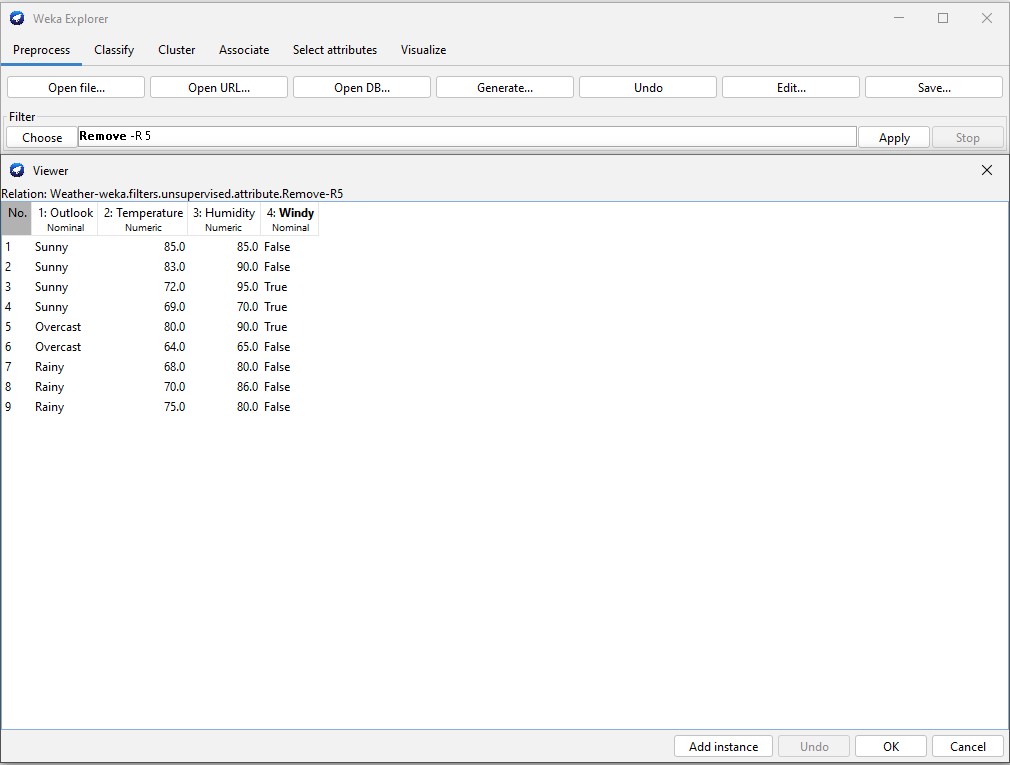 Weka Explorer
Preprocess Classify Cluster Associate Select attributes Visualize
Open file... Open URL... Open DB... Generate... Undo Edit... Save...
Filter
Choose Remove -R 5 Apply Stop
Viewer
Relation: Weather-weka.filters.unsupervised.attribute.Remove-R5
No. 1: Outlook 2: Temperature 3: Humidity 4: Windy
Nominal Numeric Numeric Nominal
1 Sunny 85.0 85.0 False
2 Sunny 83.0 90.0 False
3 Sunny 72.0 95.0 True
4 Sunny 69.0 70.0 True
5 Overcast 80.0 90.0 True
6 Overcast 64.0 65.0 False
7 Rainy 68.0 80.0 False
8 Rainy 70.0 86.0 False
9 Rainy 75.0 80.0 False
Add instance Undo OK Cancel